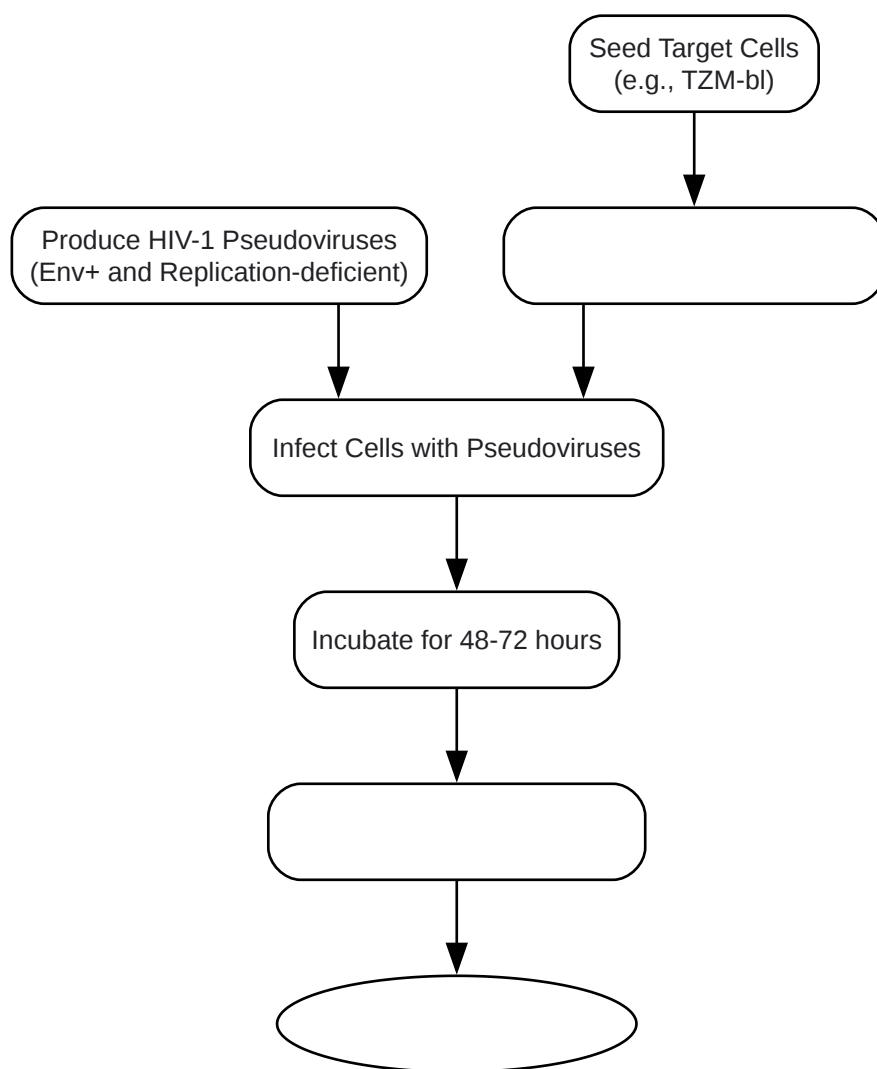 Seed Target Cells
(e.g., TZM-bl)
Produce HIV-1 Pseudoviruses
(Env+ and Replication-deficient)
Infect Cells with Pseudoviruses
Incubate for 48-72 hours